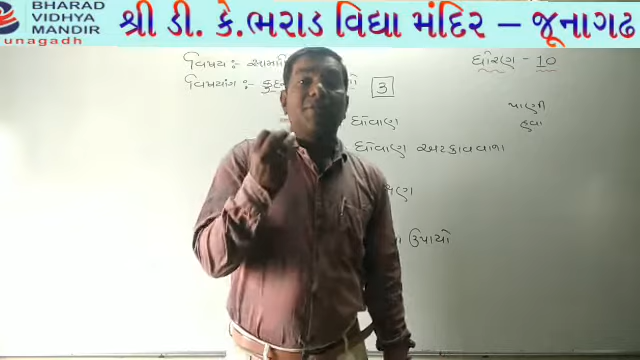 BHARAD
VIDHYA
MANDIR
unagadh
શ્રી ડી. કે.ભરાડ વિદ્યા મંદિર – જૂનાગઢ
વિષય :-
ધોરણ - 10
વિષયાંગ :-
3
પાણી
હવા
ધોવાણ
ધોવાણ અટકાવવાના
ઉપાયો